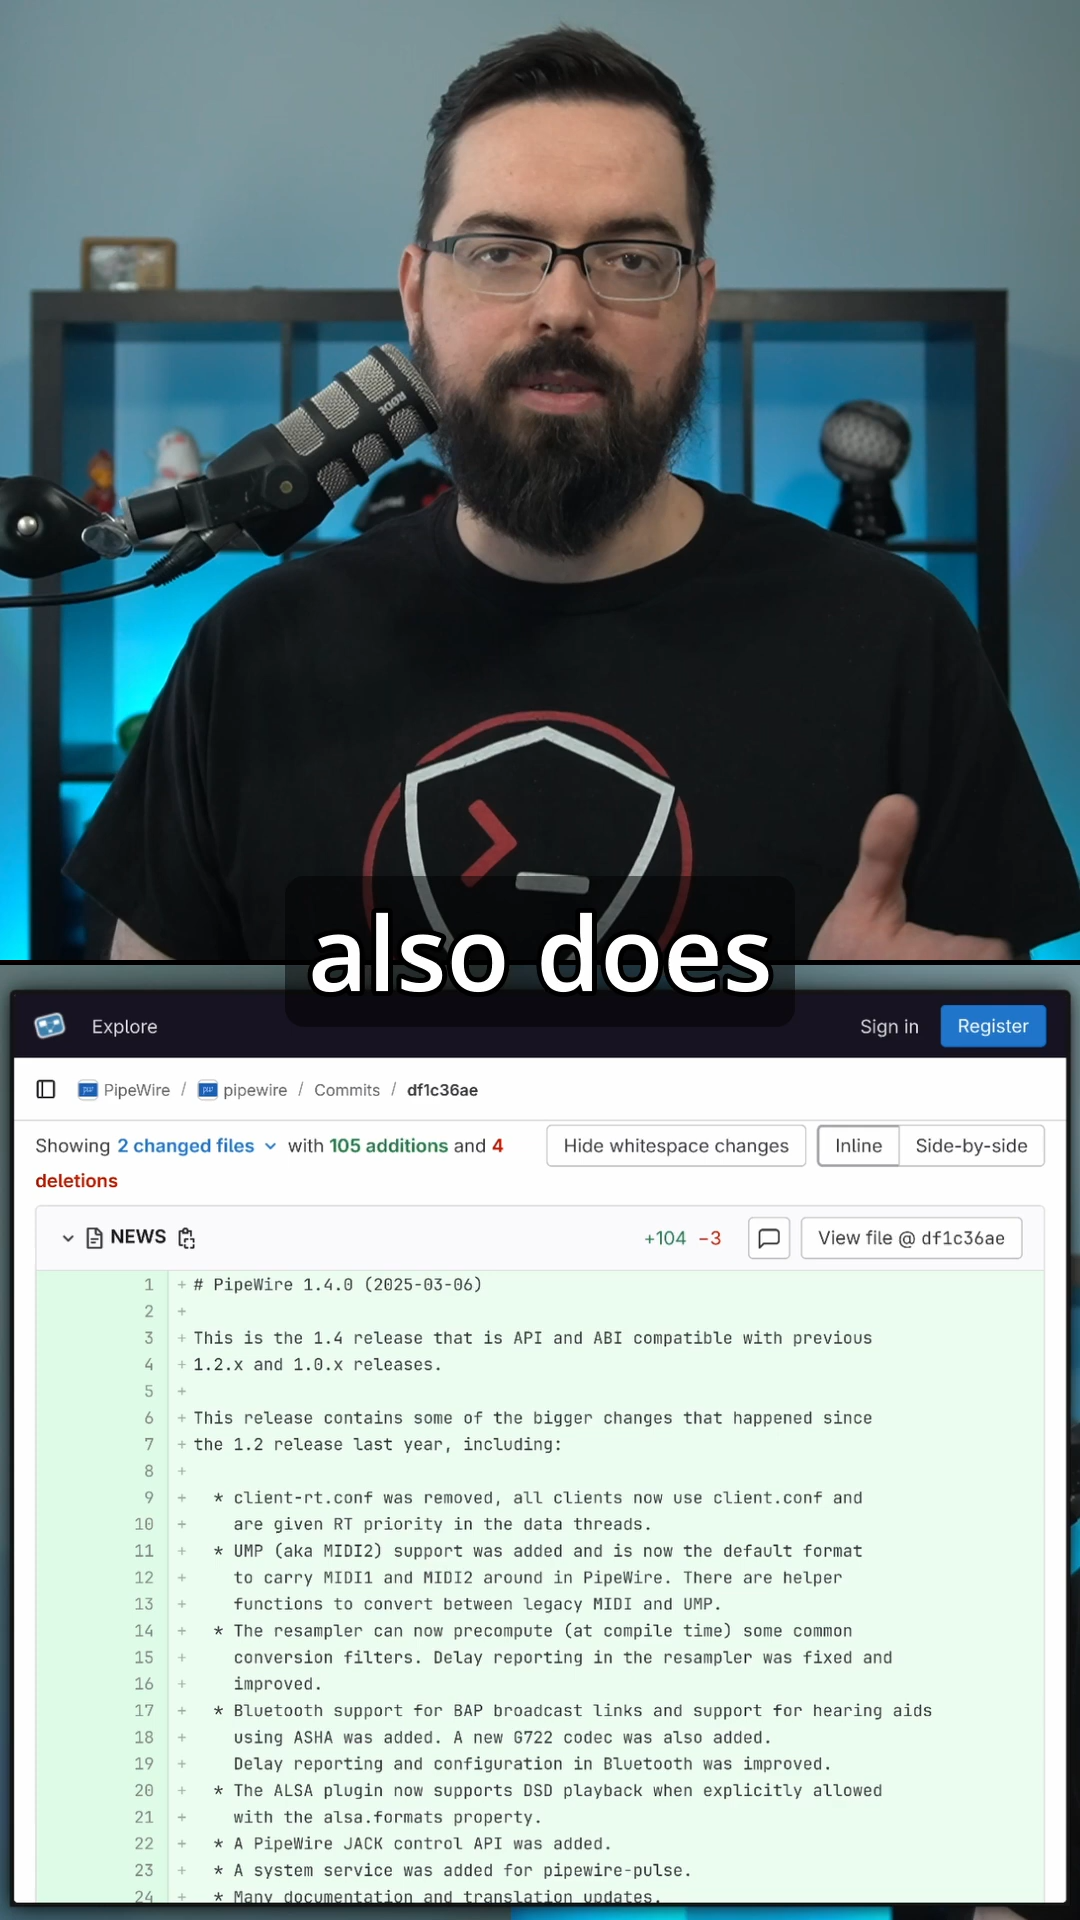 RODE
also does
Explore
Sign in
Register
PipeWire / pipewire / Commits / df1c36ae
Showing 2 changed files with 105 additions and 4
deletions
Hide whitespace changes
Inline
Side-by-side
NEWS
+104 −3
View file @ df1c36ae
1 + # PipeWire 1.4.0 (2025-03-06)
2 +
3 + This is the 1.4 release that is API and ABI compatible with previous
4 + 1.2.x and 1.0.x releases.
5 +
6 + This release contains some of the bigger changes that happened since
7 + the 1.2 release last year, including:
8 +
9 + * client-rt.conf was removed, all clients now use client.conf and
10 + are given RT priority in the data threads.
11 + * UMP (aka MIDI2) support was added and is now the default format
12 + to carry MIDI1 and MIDI2 around in PipeWire. There are helper
13 + functions to convert between legacy MIDI and UMP.
14 + * The resampler can now precompute (at compile time) some common
15 + conversion filters. Delay reporting in the resampler was fixed and
16 + improved.
17 + * Bluetooth support for BAP broadcast links and support for hearing aids
18 + using ASHA was added. A new G722 codec was also added.
19 + Delay reporting and configuration in Bluetooth was improved.
20 + * The ALSA plugin now supports DSD playback when explicitly allowed
21 + with the alsa.formats property.
22 + * A PipeWire JACK control API was added.
23 + * A system service was added for pipewire-pulse.
24 * Many documentation and translation updates.